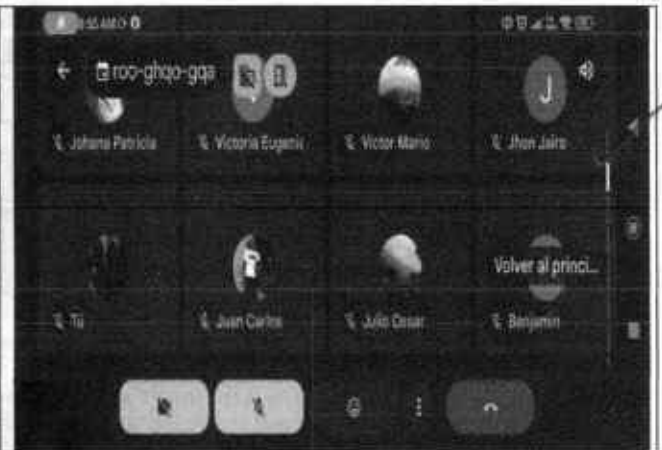 roo-ghqo-gqa
Johana Patricia
Victoria Eugenia
Victor Mario
J
Jhon Jairo
Volver al princi...
Tú
Juan Carlos
Julio Cesar
Benjamin